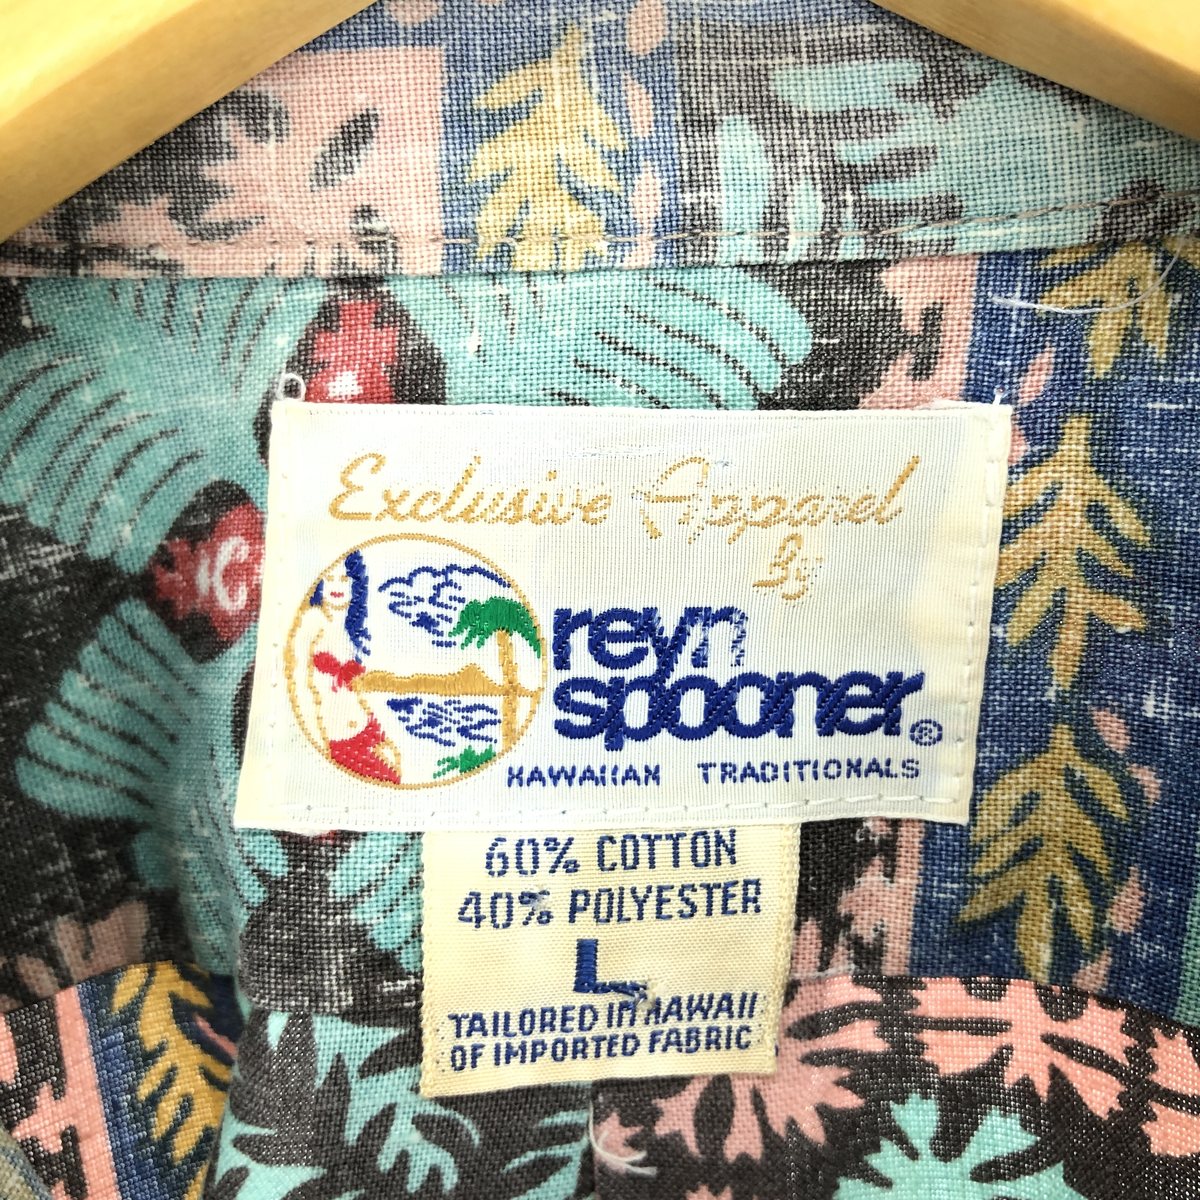 Exclusive Apparel
By
reyn
spooner®
HAWAIIAN TRADITIONALS
60% COTTON
40% POLYESTER
L
TAILORED IN HAWAII
OF IMPORTED FABRIC